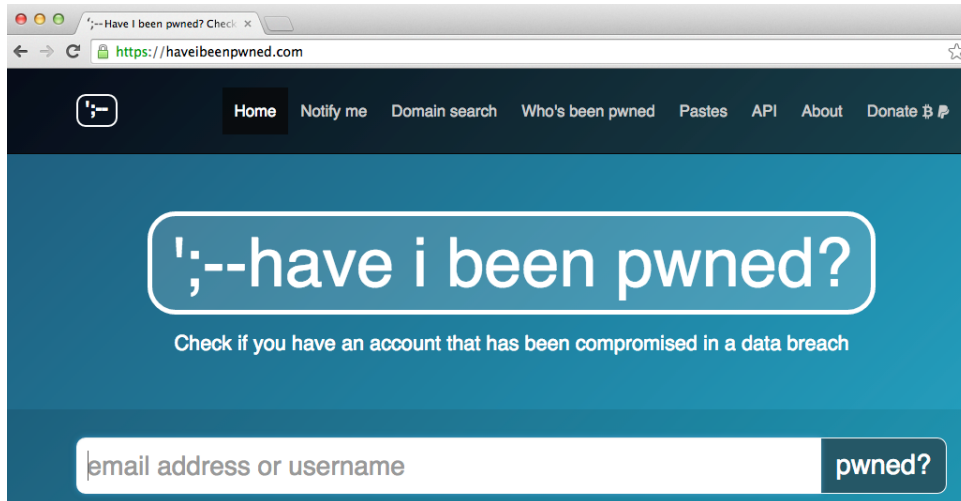 ';--Have I been pwned? Check
https://haveibeenpwned.com
';--
Home Notify me Domain search Who's been pwned Pastes API About Donate
';--have i been pwned?
Check if you have an account that has been compromised in a data breach
email address or username
pwned?